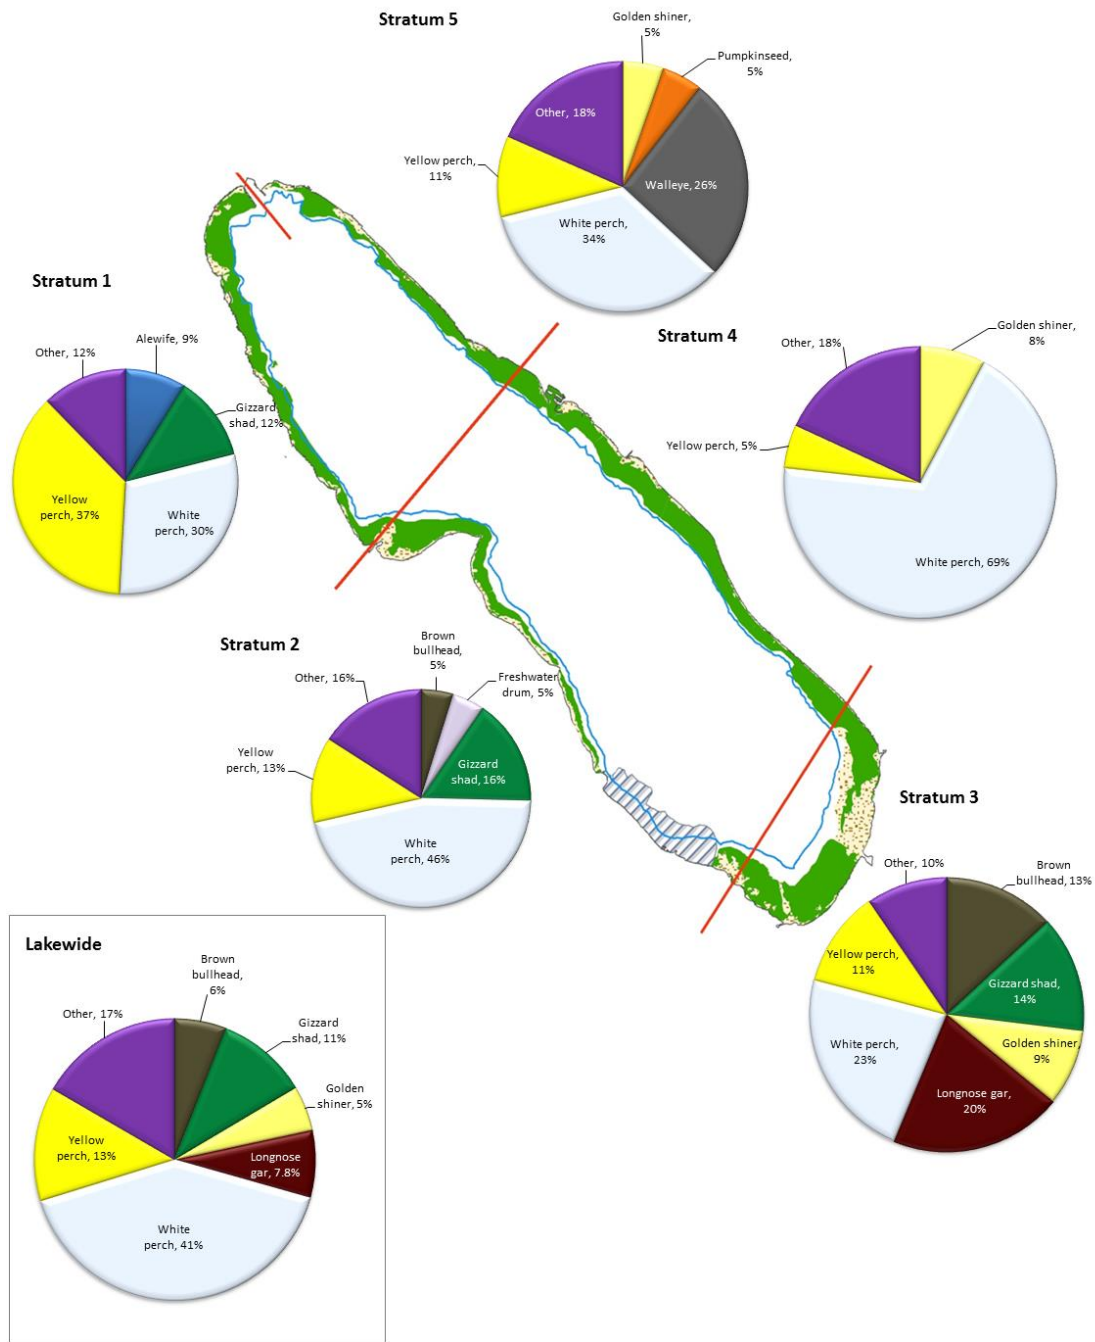 Stratum 5
Golden shiner,
5%
Pumpkinseed,
5%
Other, 18%
Yellow perch,
11%
Walleye, 26%
White perch,
34%
Stratum 1
Other, 12%
Alewife, 9%
Gizzard
shad, 12%
Yellow
perch, 37%
White
perch, 30%
Stratum 4
Golden shiner,
8%
Other, 18%
Yellow perch, 5%
White perch, 69%
Stratum 2
Brown
bullhead,
5%
Other, 16%
Freshwater
drum, 5%
Yellow
perch, 13%
Gizzard
shad, 16%
White
perch, 46%
Stratum 3
Other, 10%
Brown
bullhead, 13%
Yellow perch,
11%
Gizzard shad,
14%
White perch,
23%
Golden shiner,
9%
Longnose gar,
20%
Lakewide
Brown
bullhead,
6%
Other, 17%
Gizzard
shad, 11%
Golden
shiner, 5%
Yellow
perch, 13%
Longnose
gar, 7.8%
White
perch, 41%